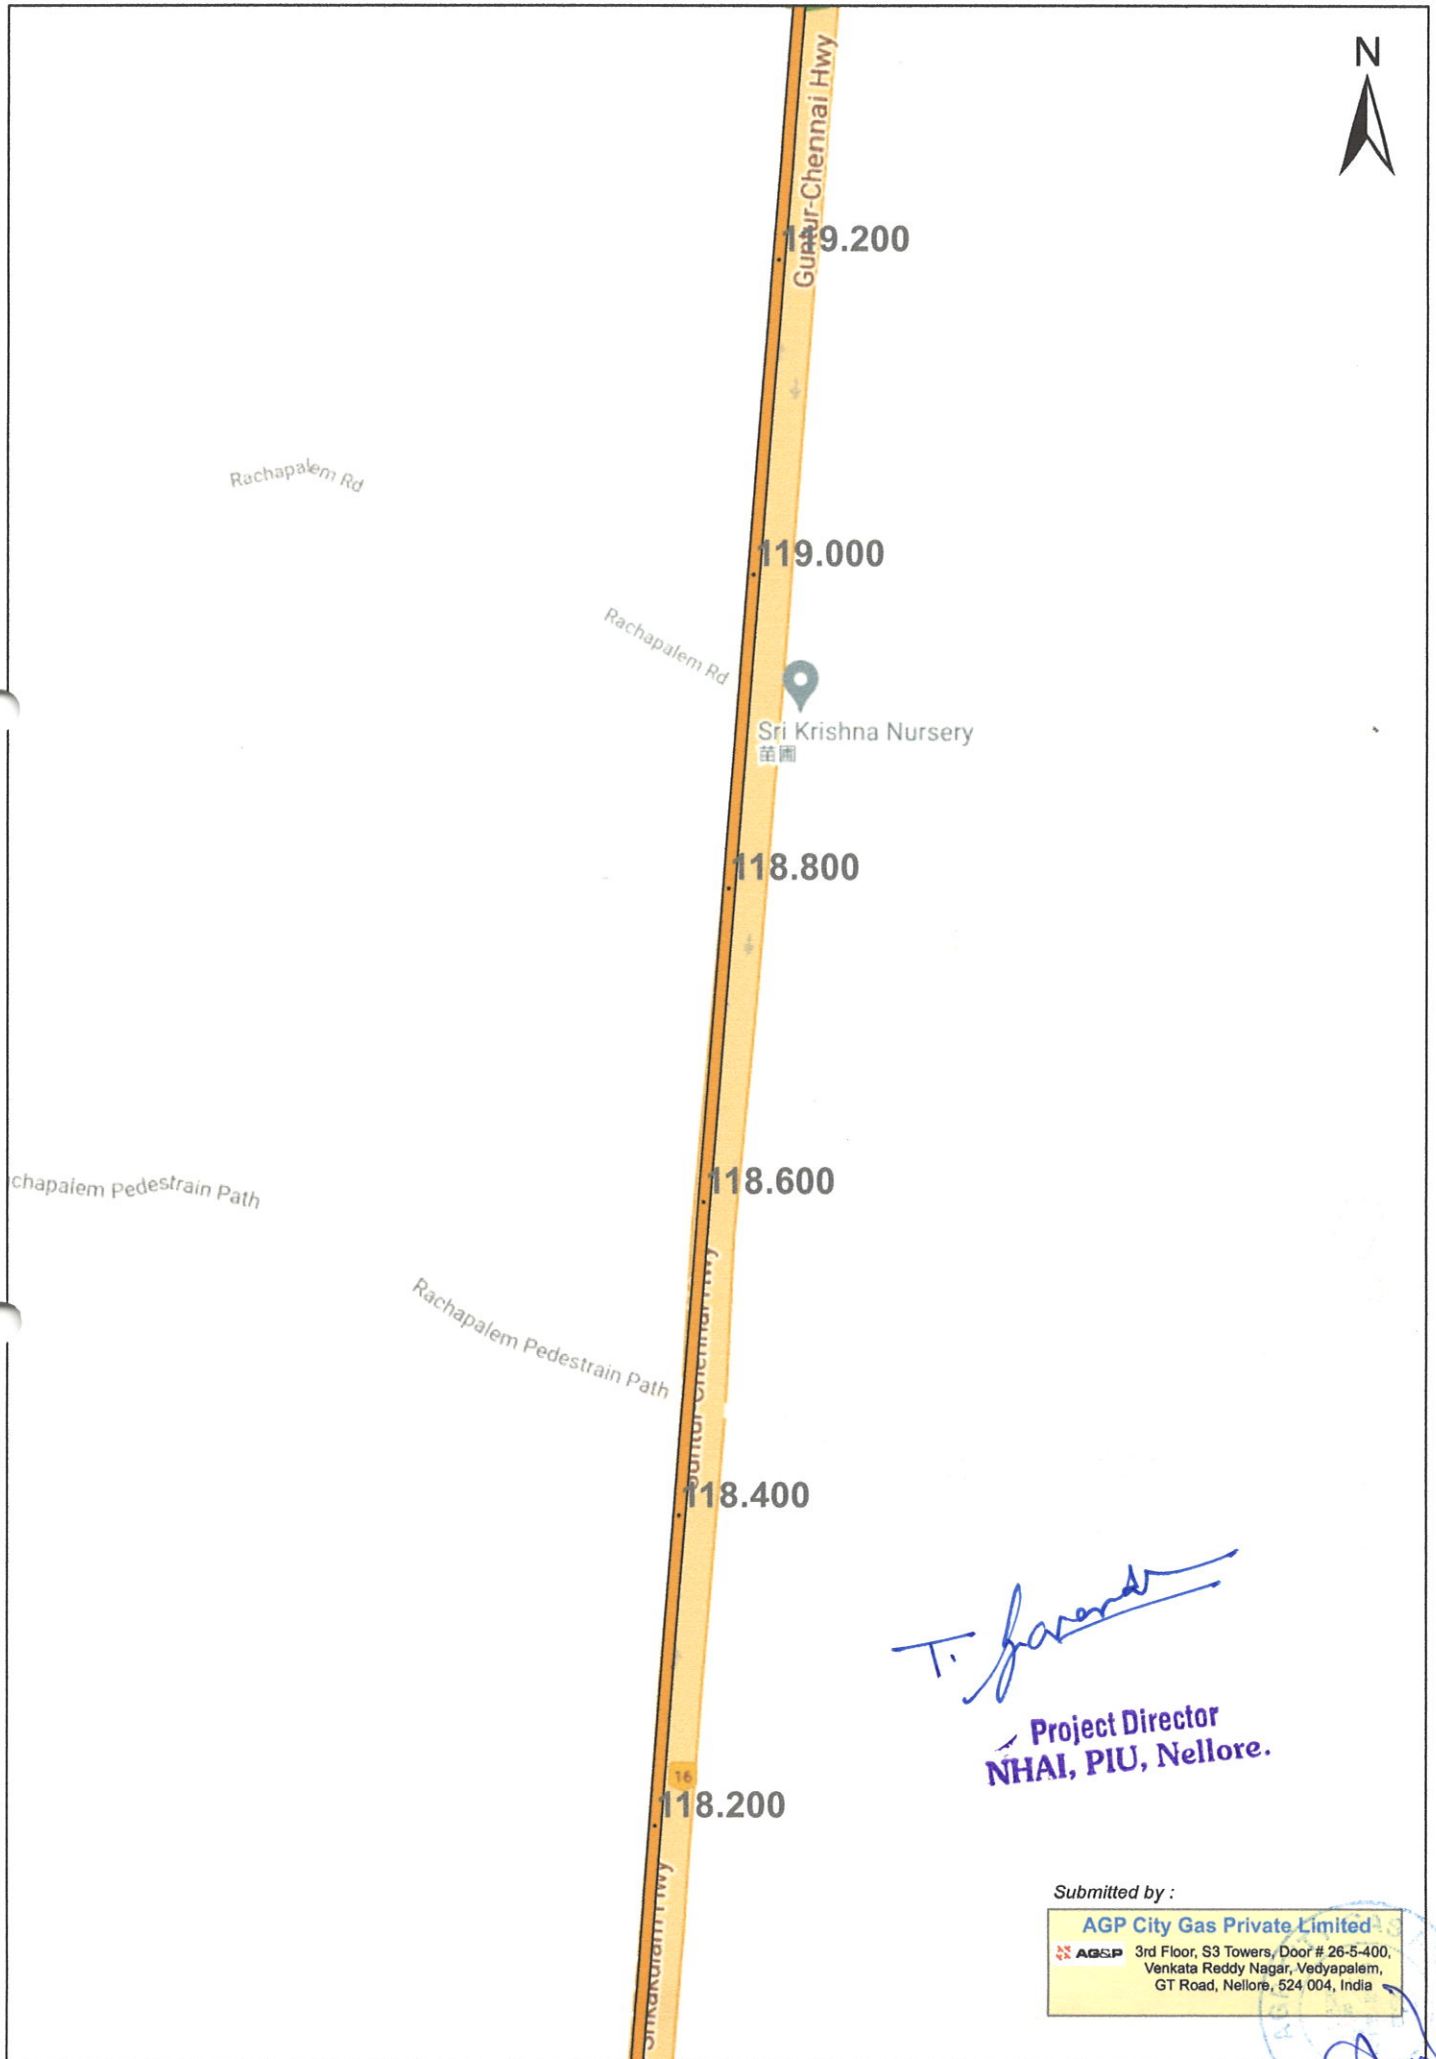 N
Guntur-Chennai Hwy
119.200
Rachapalem Rd
119.000
Rachapalem Rd
Sri Krishna Nursery
苗圃
118.800
118.600
chapalem Pedestrain Path
Rachapalem Pedestrain Path
118.400
T.
Project Director
NHAI, PIU, Nellore.
16
118.200
Submitted by :
AGP City Gas Private Limited
AG&P
3rd Floor, S3 Towers, Door # 26-5-400,
Venkata Reddy Nagar, Vedyapalem,
GT Road, Nellore, 524 004, India